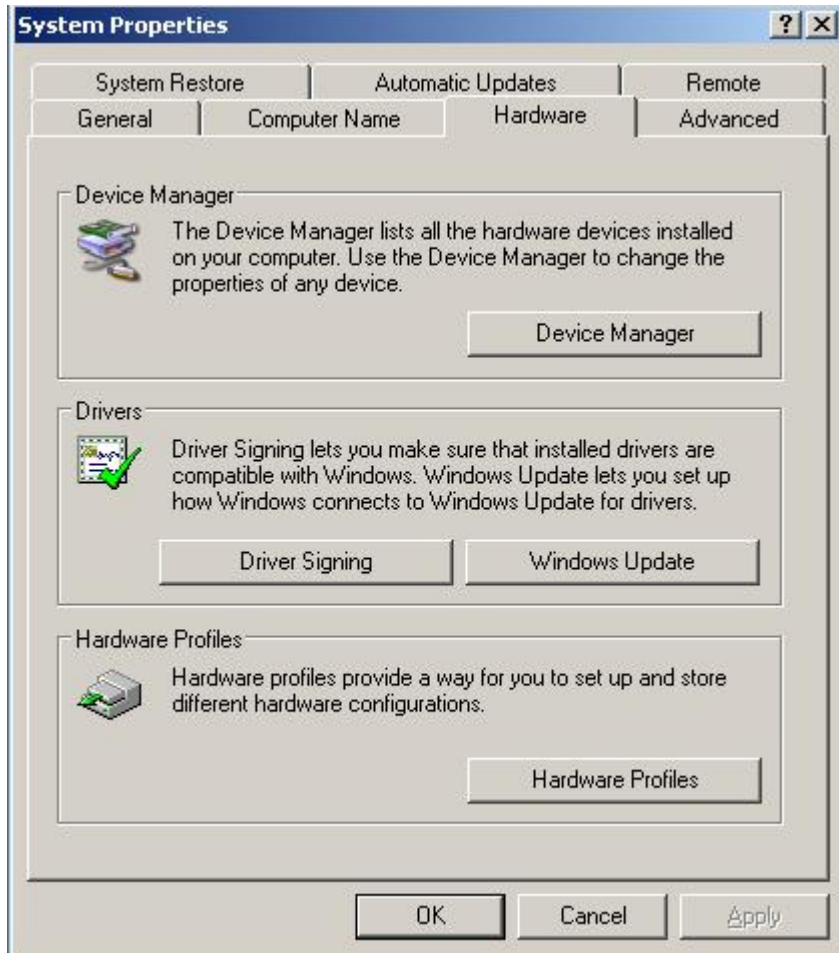 System Properties
System Restore Automatic Updates Remote
General Computer Name Hardware Advanced
Device Manager
The Device Manager lists all the hardware devices installed
on your computer. Use the Device Manager to change the
properties of any device.
Device Manager
Drivers
Driver Signing lets you make sure that installed drivers are
compatible with Windows. Windows Update lets you set up
how Windows connects to Windows Update for drivers.
Driver Signing Windows Update
Hardware Profiles
Hardware profiles provide a way for you to set up and store
different hardware configurations.
Hardware Profiles
OK Cancel Apply